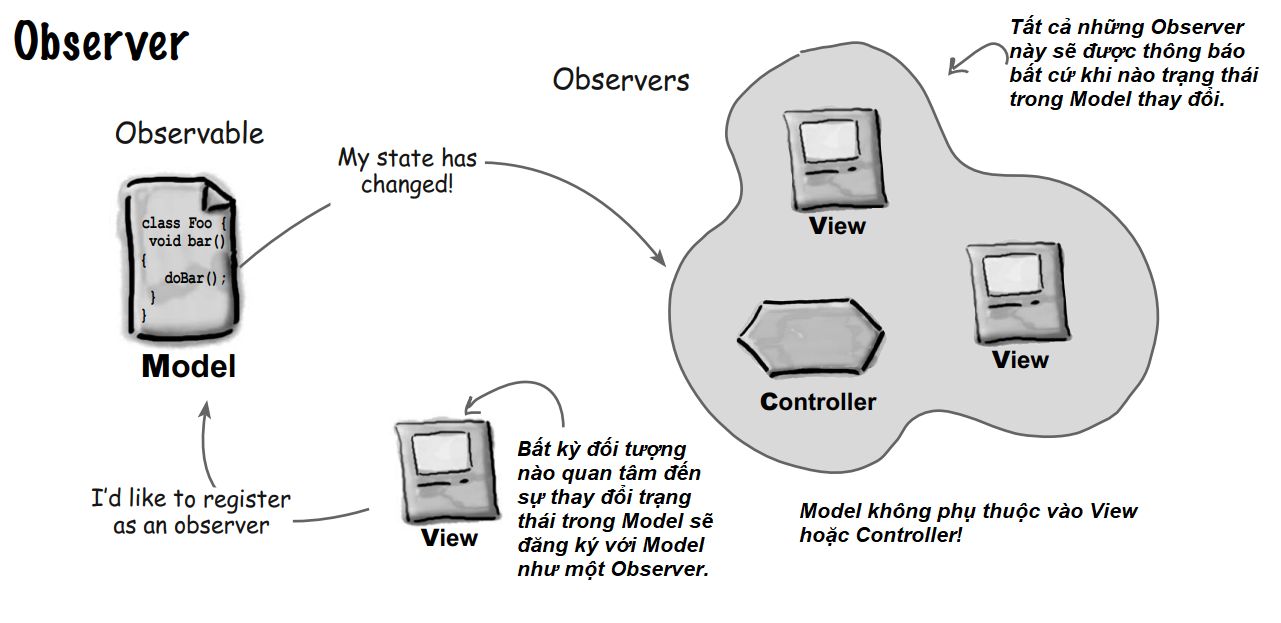 Observer
Observers
Tất cả những Observer
này sẽ được thông báo
bất cứ khi nào trạng thái
trong Model thay đổi.
Observable
My state has
changed!
class Foo {
void bar()
{
doBar();
}
}
Model
View
View
Controller
I'd like to register
as an observer
View
Bất kỳ đối tượng
nào quan tâm đến
sự thay đổi trạng
thái trong Model sẽ
đăng ký với Model
như một Observer.
Model không phụ thuộc vào View
hoặc Controller!